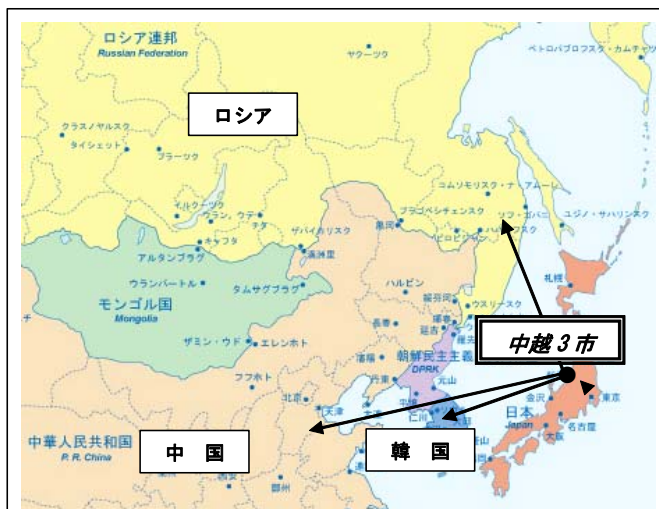 ロシア連邦
Russian Federation
ヤクーツク
ペトロパブロフスク・カムチャツ
ロシア
クラスノヤルスク
タイシェット
ブラーツク
コムソモリスク・ナ・アムーレ
イルクーツク
ウラン・ウデ
チタ
ブラゴベシチェンスク
黒河
ソフ・ガバニ
ユジノ・サハリンスク
ビロビジャン
キャフタ
アルタンブラグ
ザバイカリスク
満洲里
ウランバートル
タムサグブラグ
ハルビン
札幌
モンゴル国
Mongolia
綏芬河
ウスリースク
長春
琿春
延吉
羅先
中越3市
ザミン・ウド
エレンホト
瀋陽
朝鮮民主主義
DPRK
フフホト
丹東
元山
北京
天津
平壌
仁川
金沢
東京
日本
Japan
名古屋
大阪
中華人民共和国
P. R. China
中 国
韓 国
釜山
西安
鄭州